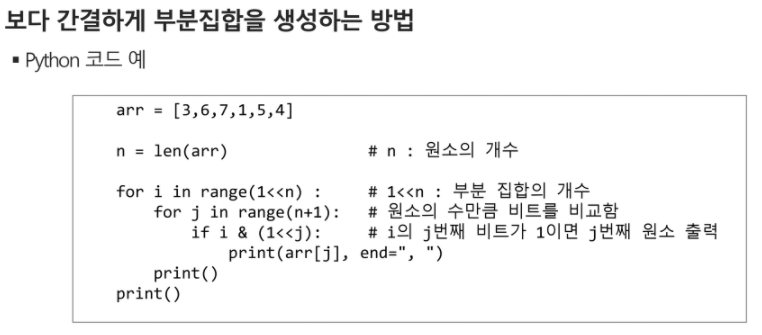 보다 간결하게 부분집합을 생성하는 방법
▪ Python 코드 예
arr = [3,6,7,1,5,4]
n = len(arr) # n : 원소의 개수
for i in range(1<<n) : # 1<<n : 부분 집합의 개수
for j in range(n+1): # 원소의 수만큼 비트를 비교함
if i & (1<<j): # i의 j번째 비트가 1이면 j번째 원소 출력
print(arr[j], end=", ")
print()
print()